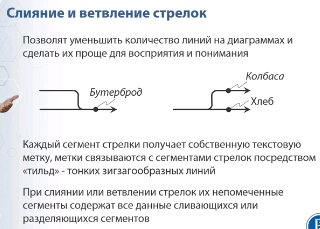 Слияние и ветвление стрелок
Позволят уменьшить количество линий на диаграммах и
сделать их проще для восприятия и понимания
Колбаса
Бутерброд
Хлеб
Каждый сегмент стрелки получает собственную текстовую
метку, метки связываются с сегментами стрелок посредством
«тильд» - тонких зигзагообразных линий
При слиянии или ветвлении стрелок их непомеченные
сегменты содержат все данные сливающихся или
разделяющихся сегментов